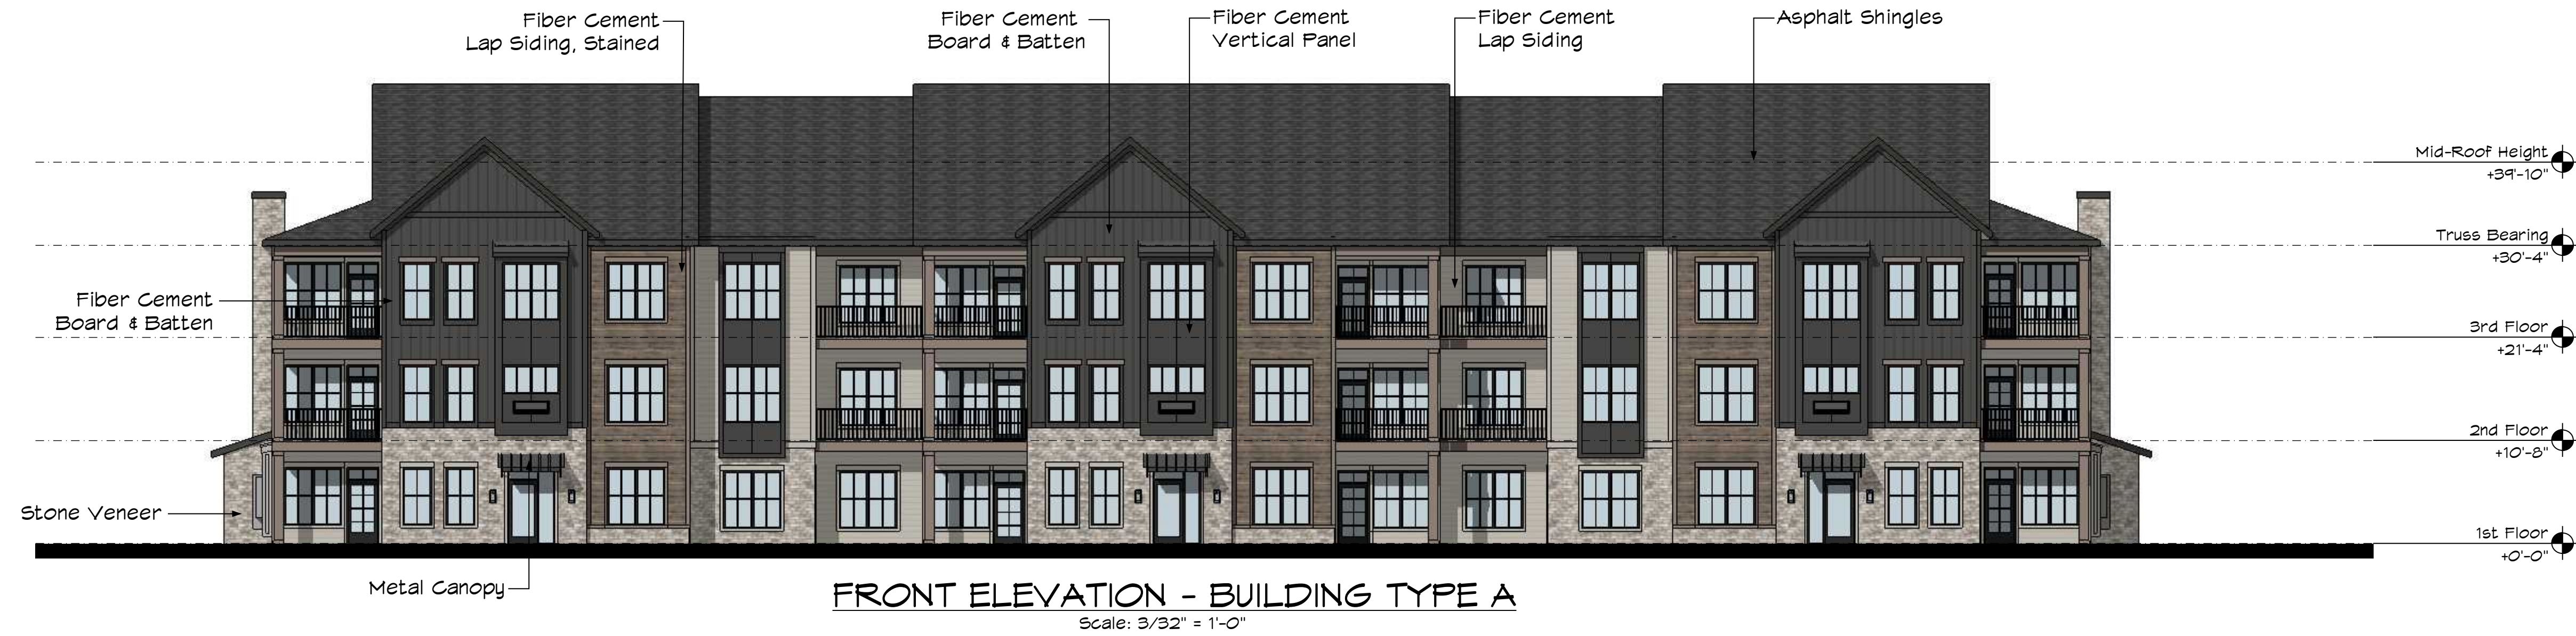 Fiber Cement
Lap Siding, Stained
Fiber Cement
Board & Batten
Fiber Cement
Vertical Panel
Fiber Cement
Lap Siding
Asphalt Shingles
Mid-Roof Height
+39'-10"
Truss Bearing
+30'-4"
Fiber Cement
Board & Batten
3rd Floor
+21'-4"
2nd Floor
+10'-8"
Stone Veneer
1st Floor
+0'-0"
Metal Canopy
FRONT ELEVATION - BUILDING TYPE A
Scale: 3/32" = 1'-0"